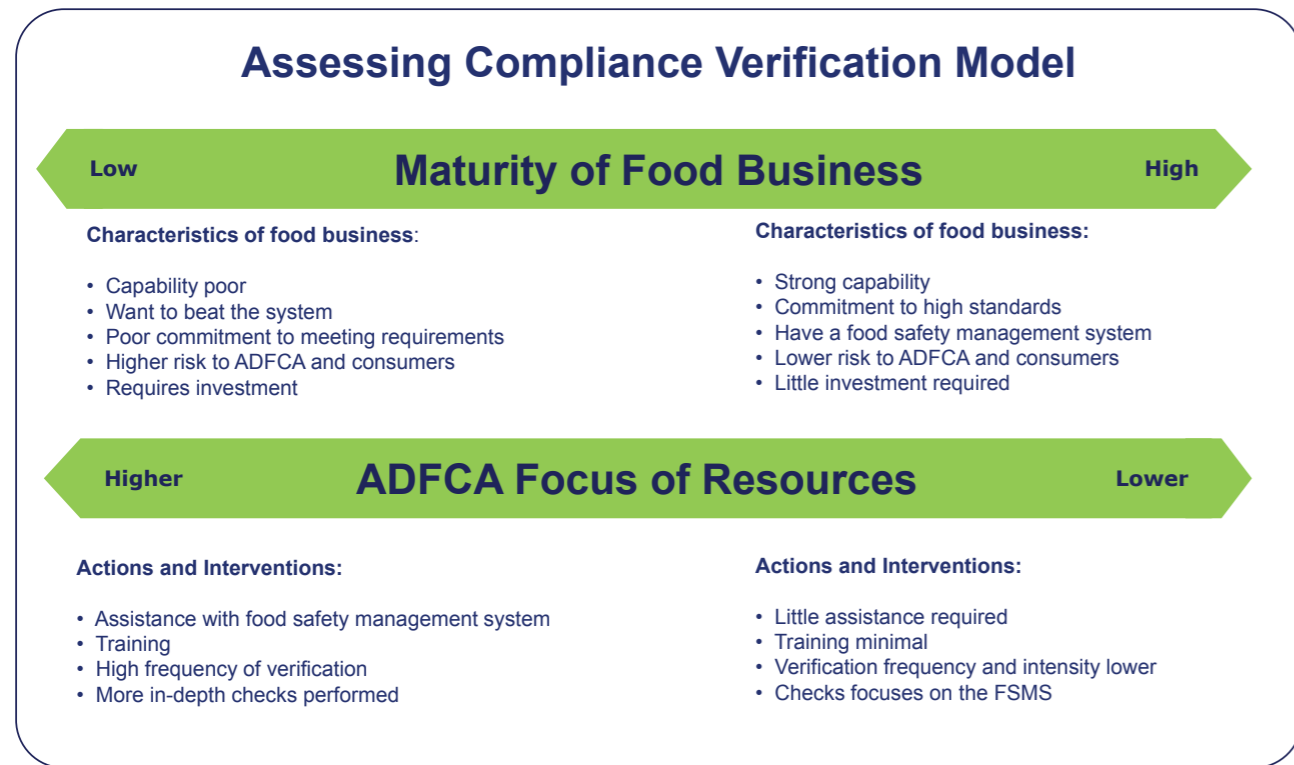 Assessing Compliance Verification Model
Low Maturity of Food Business High
Characteristics of food business:
• Capability poor
• Want to beat the system
• Poor commitment to meeting requirements
• Higher risk to ADFCA and consumers
• Requires investment
Characteristics of food business:
• Strong capability
• Commitment to high standards
• Have a food safety management system
• Lower risk to ADFCA and consumers
• Little investment required
Higher ADFCA Focus of Resources Lower
Actions and Interventions:
• Assistance with food safety management system
• Training
• High frequency of verification
• More in-depth checks performed
Actions and Interventions:
• Little assistance required
• Training minimal
• Verification frequency and intensity lower
• Checks focuses on the FSMS